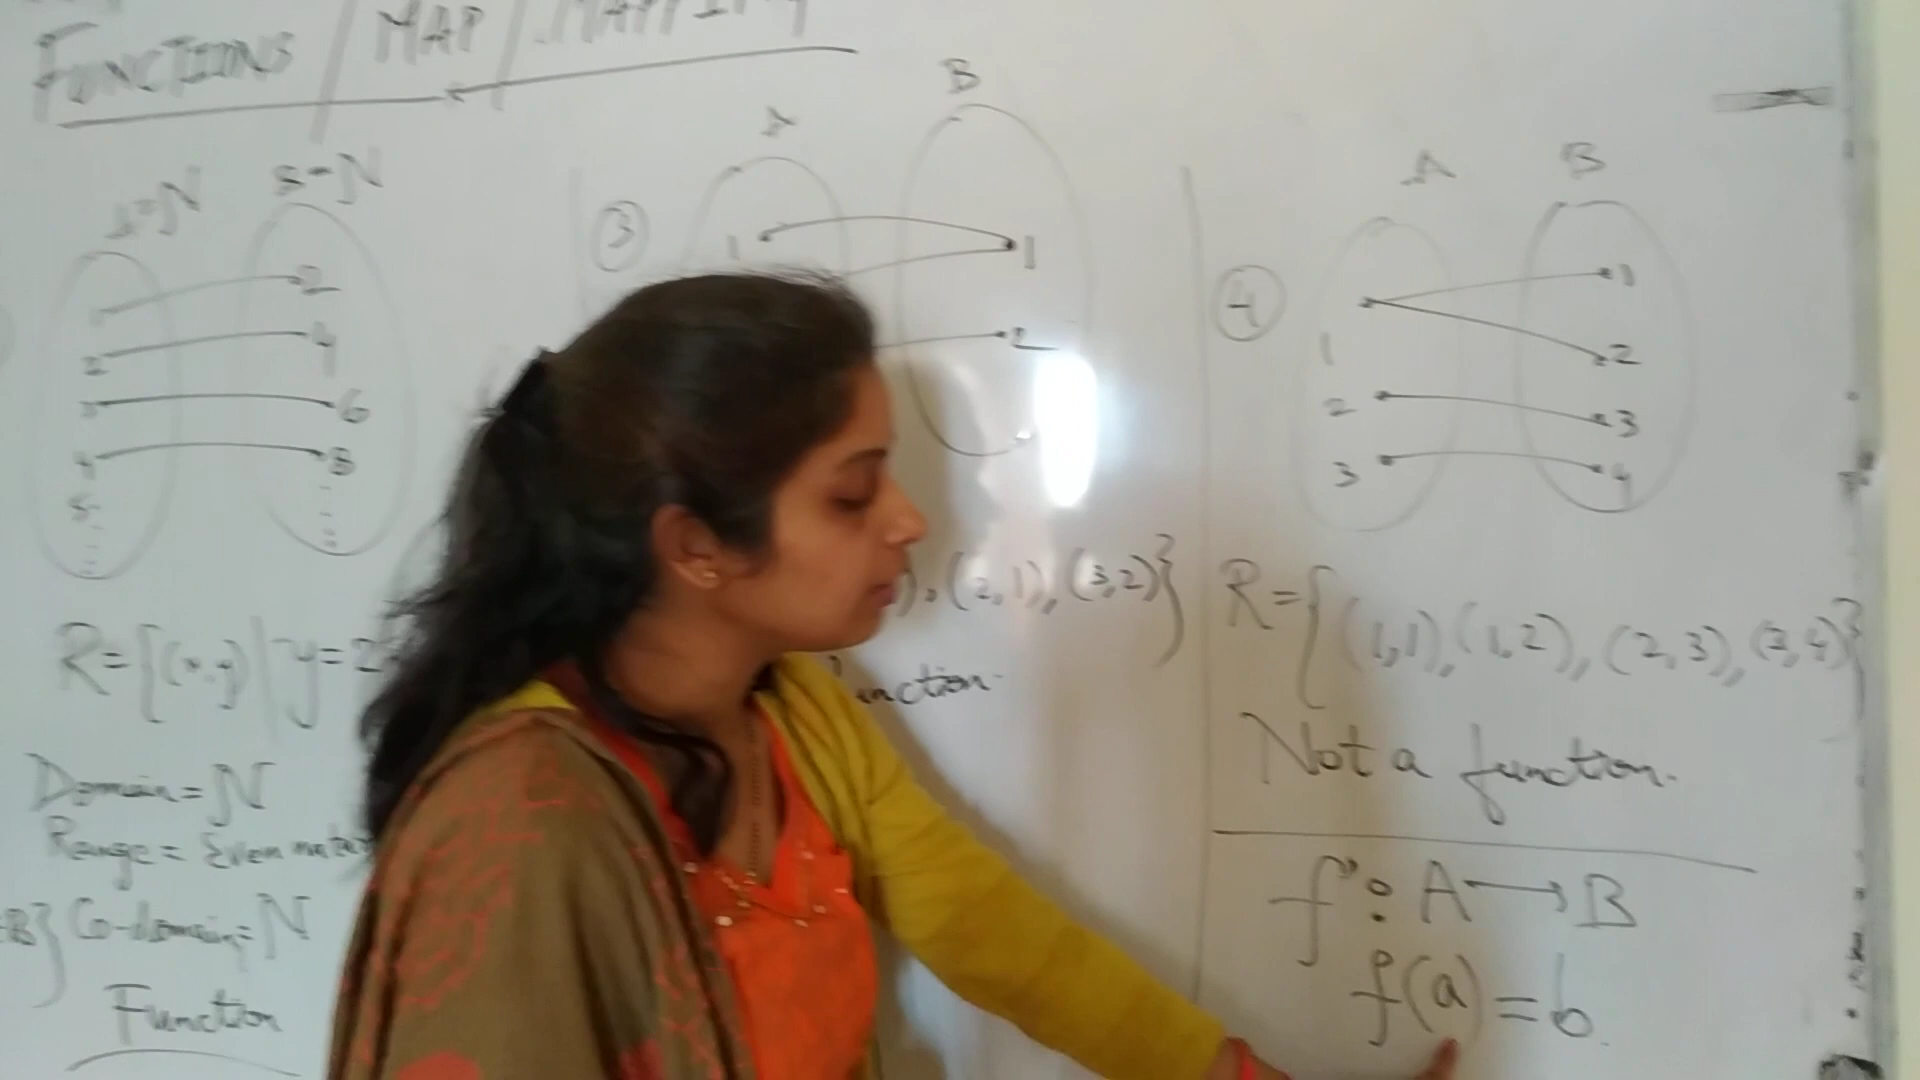 FUNCTIONS / MAP / MAPPING
A=N B=N
2
2 4
3 6
4 8
5
R={(x,y)|y=2
Domain=N
Range = Even natu
Co-domain=N
Function
③
A B
1 1
2
), (2,1), (3,2)}
unction.
④
A B
1 1
2 2
3 3
4
R={(1,1),(1,2),(2,3),(3,4)}
Not a function.
f: A→B
f(a)=b.